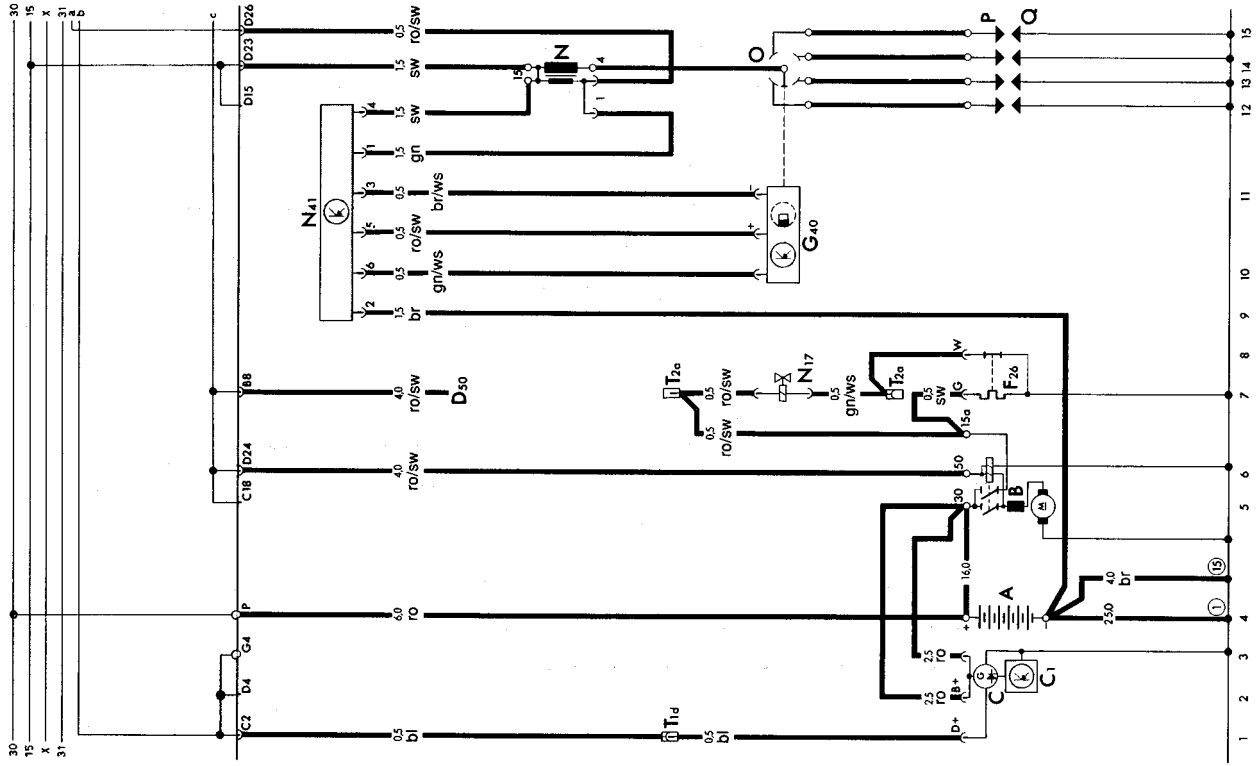 30
15
X
31
a
b
c
30
15
X
31
D26
D23
D15
B8
D24
C18
P
G4
D4
C2
0,5 ro/sw
1,5 sw
N
15
4
1
O
P
Q
15
14
13
12
N41
4
1,5 sw
1
1,5 gn
3
0,5 br/ws
5
0,5 ro/sw
6
0,5 gn/ws
2
1,5 br
-
+
G40
11
10
9
4,0 ro/sw
D50
T2a
0,5 ro/sw
0,5 ro/sw
N17
0,5 gn/ws
T2a
W
0,5 sw
G
F26
15a
8
7
4,0 ro/sw
50
30
B
M
6
5
16,0
6,0 ro
+
A
-
4,0 br
25,0
15
1
4
2,5 ro
2,5 ro
B+
G
C
C1
3
2
0,5 bl
T1d
0,5 bl
D+
1